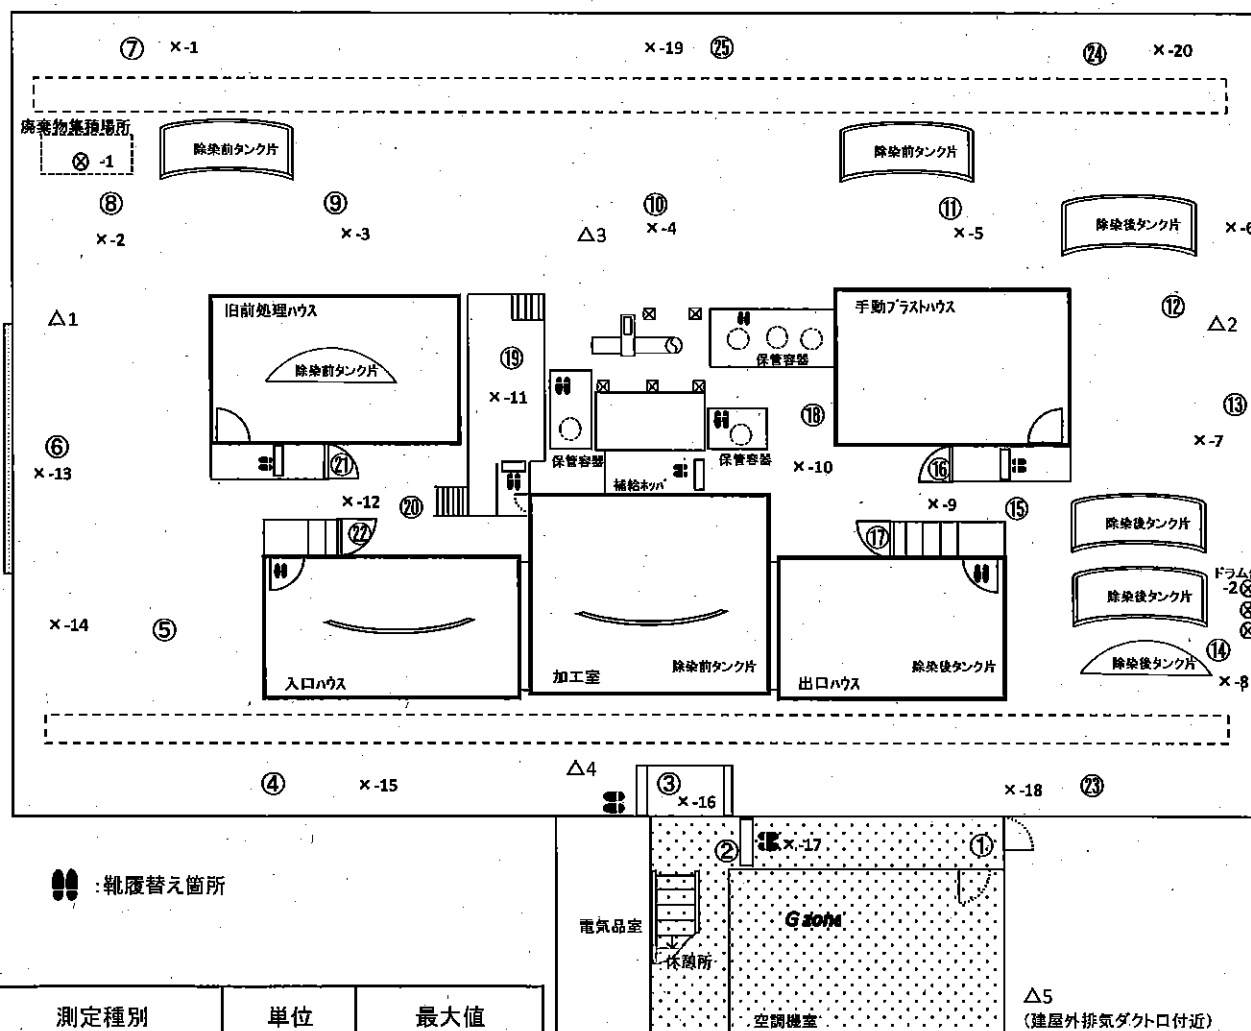 ⑦ ×-1 ×-19 ㉕ ㉔ ×-20
廃棄物集積場所
⊗ -1
除染前タンク片
除染前タンク片
⑧ ⑨ ⑩ ⑪
×-2 ×-3 △3 ×-4 ×-5
除染後タンク片 ×-6
△1
旧前処理ハウス
手動ブラストハウス
⑫
△2
除染前タンク片
⑲
保管容器
×-11
⑱
⑬
⑥
×-7
×-13
㉑
保管容器
保管容器
×-10
⑯
補給ホッパ
×-12 ⑳
×-9 ⑮
㉒
⑰
除染後タンク片
ドラム
-2
除染後タンク片
×-14 ⑤
⑭
除染後タンク片
×-8
入口ハウス
加工室
除染前タンク片
出口ハウス
除染後タンク片
④ ×-15 △4 ③ ×-16 ×-18 ㉓
② ×-17 ①
:靴履替え箇所
電気品室
G zone
休憩所
空調機室
△5
(建屋外排気ダクト口付近)
測定種別 単位 最大値